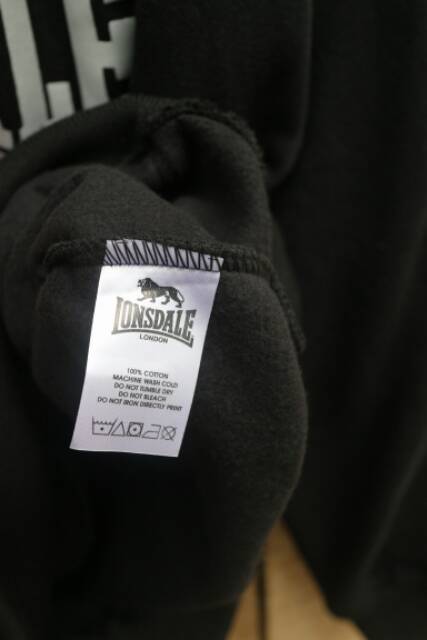 LE
LONSDALE
LONDON
100% COTTON
MACHINE WASH COLD
DO NOT TUMBLE DRY
DO NOT BLEACH
DO NOT IRON DIRECTLY PRINT